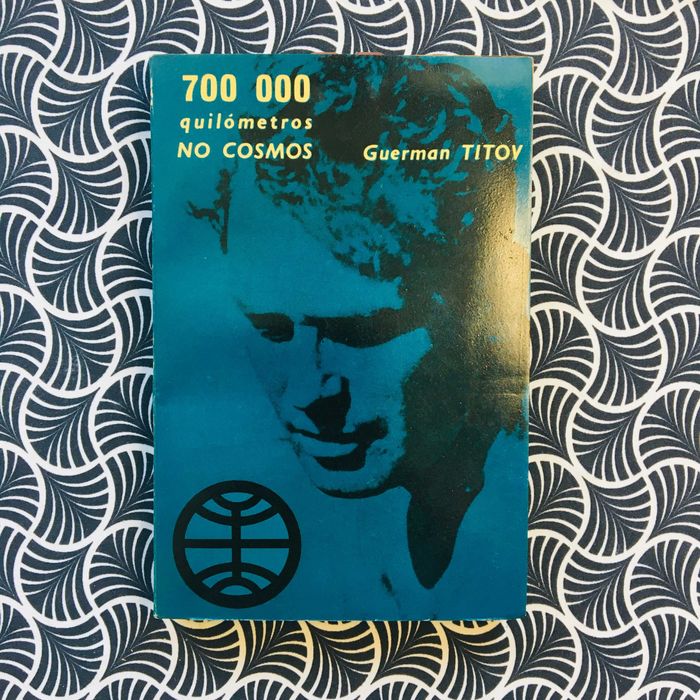 700 000
quilómetros
NO COSMOS
Guerman TITOV